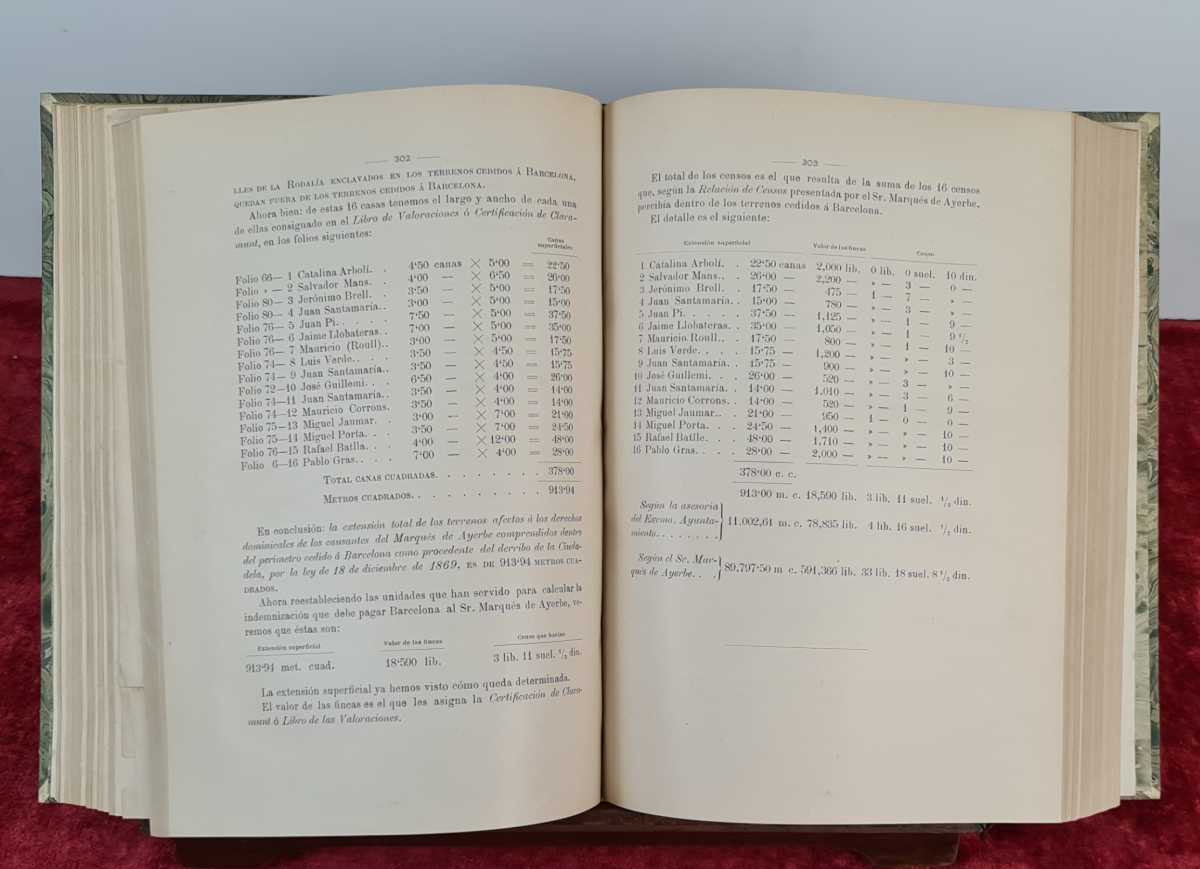 — 302 —
LLES DE LA RODALÍA ENCLAVADOS EN LOS TERRENOS CEDIDOS Á BARCELONA,
QUEDAN FUERA DE LOS TERRENOS CEDIDOS Á BARCELONA.
Ahora bien: de estas 16 casas tenemos el largo y ancho de cada una
de ellas consignado en el Libro de Valoraciones ó Certificación de Clara-
munt, en los folios siguientes:
Canas
superficiales
Folio 66— 1 Catalina Arbolí. . 4'50 canas × 5'00 = 22'50
Folio » — 2 Salvador Mans. . 4'00 — × 6'50 = 26'00
Folio 80— 3 Jerónimo Brell. . 3'50 — × 5'00 = 17'50
Folio 80— 4 Juan Santamaría. . 3'00 — × 5'00 = 15'00
Folio 76— 5 Juan Pi. . . . . 7'50 — × 5'00 = 37'50
Folio 76— 6 Jaime Llobateras. . 7'00 — × 5'00 = 35'00
Folio 76— 7 Mauricio (Roull). . 3'00 — × 5'00 = 17'50
Folio 74— 8 Luis Verde. . . . 3'50 — × 4'50 = 15'75
Folio 74— 9 Juan Santamaría. . 3'50 — × 4'50 = 15'75
Folio 72—10 José Guillemí. . . 6'50 — × 4'00 = 26'00
Folio 74—11 Juan Santamaría. . 3'50 — × 4'00 = 14'00
Folio 74—12 Mauricio Corrons. 3'50 — × 4'00 = 14'00
Folio 75—13 Miguel Jaumar. . 3'00 — × 7'00 = 21'00
Folio 75—14 Miguel Porta. . . 3'50 — × 7'00 = 24'50
Folio 76—15 Rafael Batlla. . 4'00 — × 12'00 = 48'00
Folio 6—16 Pablo Gras. . . . 7'00 — × 4'00 = 28'00
TOTAL CANAS CUADRADAS. . . . . . . . . 378'00
METROS CUADRADOS. . . . . . . . . . 913'94
En conclusión: la extensión total de los terrenos afectos á los derechos
dominicales de los causantes del Marqués de Ayerbe comprendidos dentro
del perímetro cedido á Barcelona como procedente del derribo de la Ciuda-
dela, por la ley de 18 de diciembre de 1869, ES DE 913'94 METROS CUA-
DRADOS.
Ahora reestableciendo las unidades que han servido para calcular la
indemnización que debe pagar Barcelona al Sr. Marqués de Ayerbe, ve-
remos que éstas son:
Extensión superficial Valor de las fincas Censo que hacían
913'94 met. cuad. 18'590 lib. 3 lib. 11 suel. 1/2 din.
La extensión superficial ya hemos visto cómo queda determinada.
El valor de las fincas es el que les asigna la Certificación de Clara-
munt ó Libro de las Valoraciones.
— 303 —
El total de los censos es el que resulta de la suma de los 16 censos
que, según la Relación de Censos presentada por el Sr. Marqués de Ayerbe,
percibía dentro de los terrenos cedidos á Barcelona.
El detalle es el siguiente:
Extensión superficial Valor de las fincas Censo
1 Catalina Arbolí. . 22'50 canas 2,000 lib. 0 lib. 0 suel. 10 din.
2 Salvador Mans. . . 26'00 — 2,200 — » — 3 — 0 —
3 Jerónimo Brell. . 17'50 — 475 — 1 — 7 — » —
4 Juan Santamaría. . 15'00 — 780 — » — 3 — » —
5 Juan Pi. . . . . 37'50 — 1,125 — » — 1 — 9 —
6 Jaime Llobateras. . 35'00 — 1,050 — » — 1 — 9 1/2
7 Mauricio Roull. . . 17'50 — 800 — » — 1 — 10 —
8 Luis Verde. . . . 15'75 — 1,200 — » — » — 3 —
9 Juan Santamaría. . 15'75 — 900 — » — » — 10 —
10 José Guillemí. . . 26'00 — 520 — » — 3 — » —
11 Juan Santamaría. . 14'00 — 1.010 — » — 3 — 6 —
12 Mauricio Corrons. . 14'00 — 520 — » — 1 — 9 —
13 Miguel Jaumar. . . 21'00 — 950 — 1 — 0 — 0 —
14 Miguel Porta. . . 24'50 — 1,400 — » — » — 10 —
15 Rafael Batlle. . . 48'00 — 1,710 — » — » — 10 —
16 Pablo Gras. . . . 28'00 — 2,000 — » — » — 10 —
378'00 c. c.
913'00 m. c. 18,590 lib. 3 lib. 11 suel. 1/2 din.
Según la asesoría
del Excmo. Ayunta-
miento. . . . . . . 11.002,61 m. c. 78,835 lib. 4 lib. 16 suel. 1/2 din.
Según el Sr. Mar-
qués de Ayerbe. . . 89,797'50 m c. 591,366 lib. 33 lib. 18 suel. 8 1/2 din.